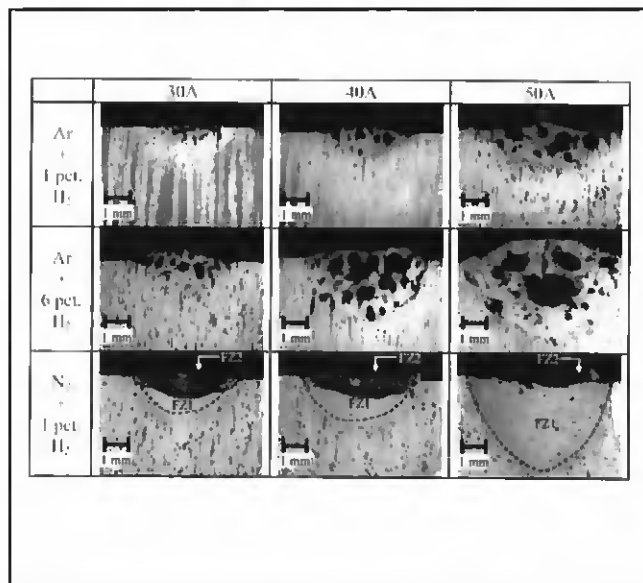 30A 40A 50A
Ar
+
1 pct.
H₂
1 mm 1 mm 1 mm
Ar
+
6 pct.
H₂
1 mm 1 mm 1 mm
N₂
+
1 pct.
H₂
FZ2 FZ2 FZ2
FZ1 FZ1 FZ1
1 mm 1 mm 1 mm